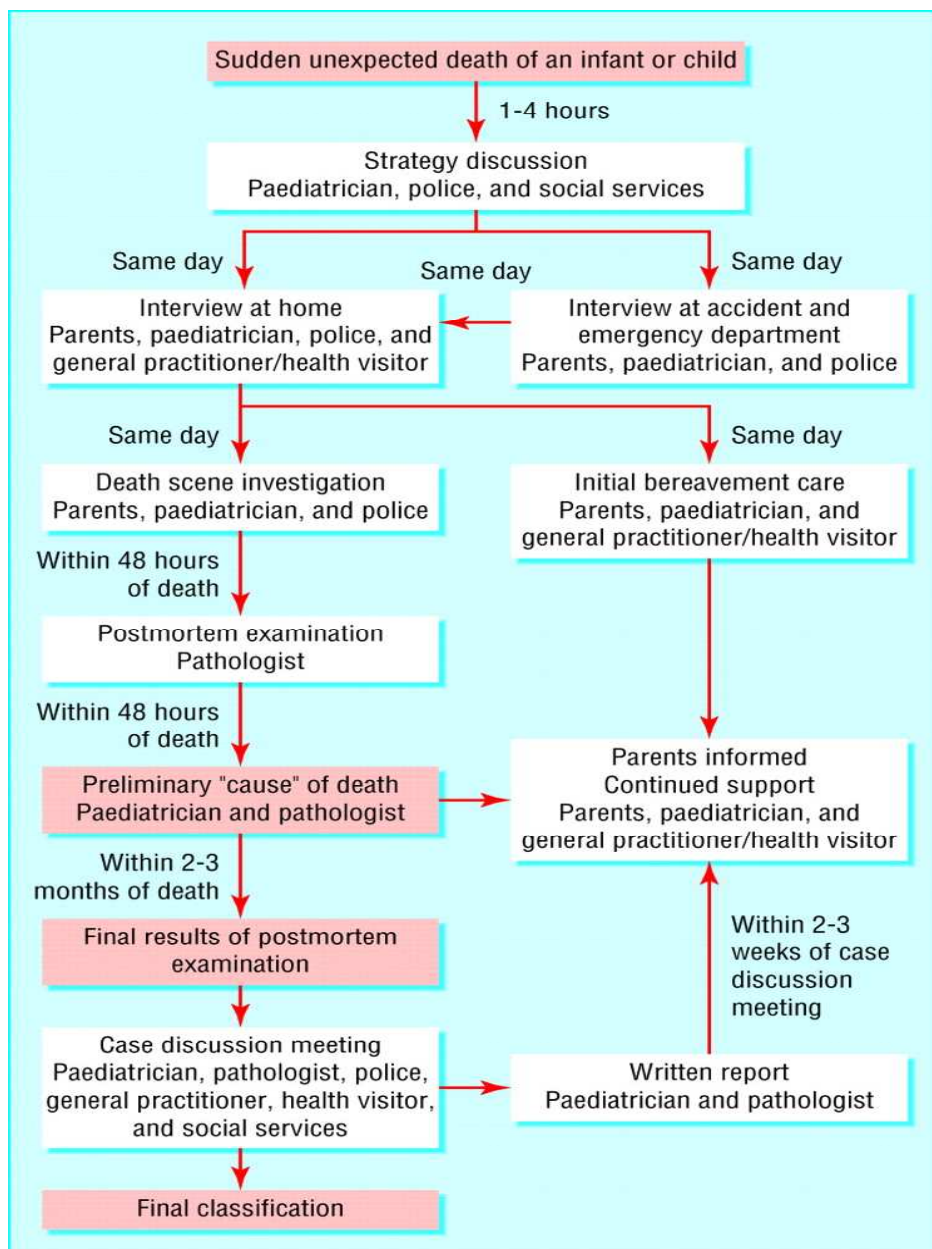 Sudden unexpected death of an infant or child
1-4 hours
Strategy discussion
Paediatrician, police, and social services
Same day
Same day
Same day
Interview at home
Parents, paediatrician, police, and
general practitioner/health visitor
Interview at accident and
emergency department
Parents, paediatrician, and police
Same day
Same day
Death scene investigation
Parents, paediatrician, and police
Initial bereavement care
Parents, paediatrician, and
general practitioner/health visitor
Within 48 hours
of death
Postmortem examination
Pathologist
Within 48 hours
of death
Preliminary "cause" of death
Paediatrician and pathologist
Parents informed
Continued support
Parents, paediatrician, and
general practitioner/health visitor
Within 2-3
months of death
Final results of postmortem
examination
Within 2-3
weeks of case
discussion
meeting
Case discussion meeting
Paediatrician, pathologist, police,
general practitioner, health visitor,
and social services
Written report
Paediatrician and pathologist
Final classification